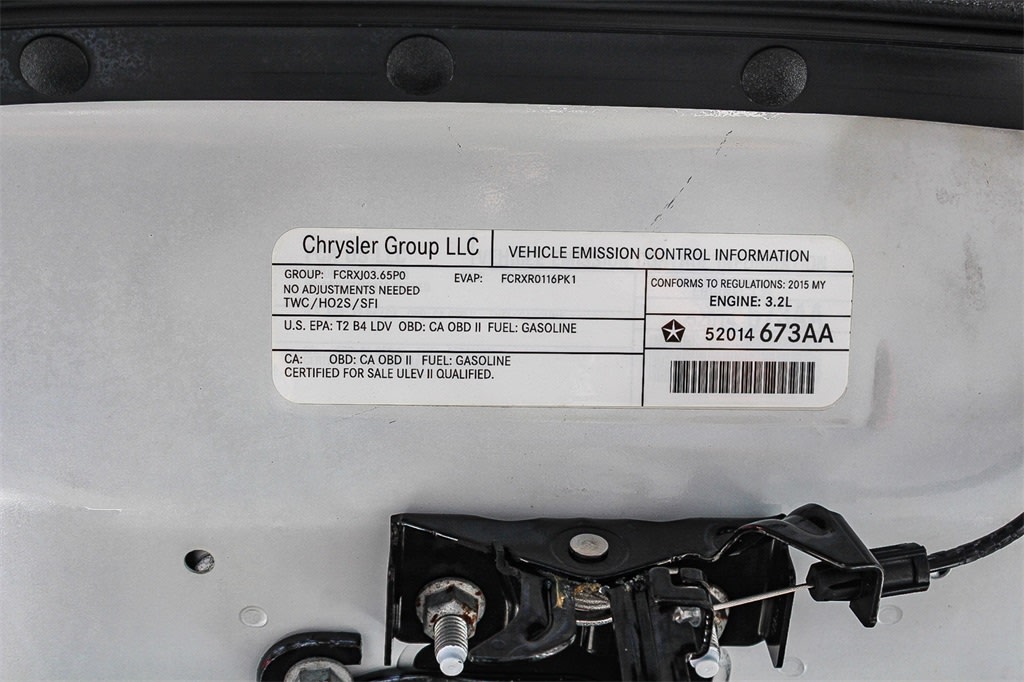 Chrysler Group LLC
VEHICLE EMISSION CONTROL INFORMATION
GROUP: FCRXJ03.65P0 EVAP: FCRXR0116PK1
NO ADJUSTMENTS NEEDED
TWC/HO2S/SFI
CONFORMS TO REGULATIONS: 2015 MY
ENGINE: 3.2L
U.S. EPA: T2 B4 LDV OBD: CA OBD II FUEL: GASOLINE
52014 673AA
CA: OBD: CA OBD II FUEL: GASOLINE
CERTIFIED FOR SALE ULEV II QUALIFIED.